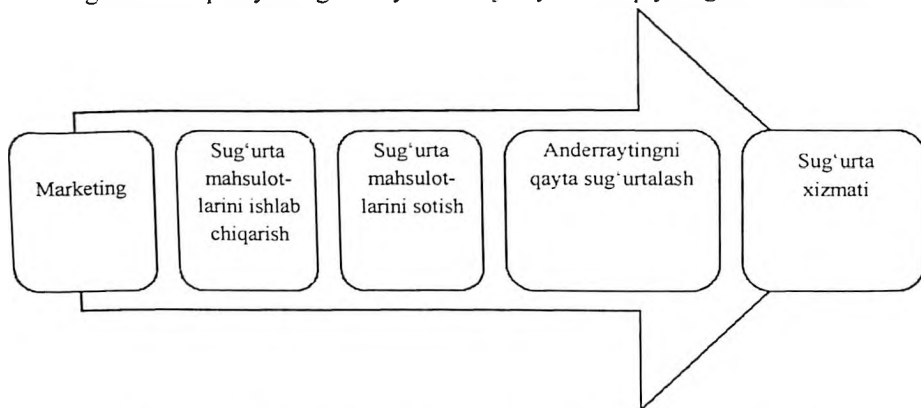 Marketing
Sug‘urta
mahsulot-
larini ishlab
chiqarish
Sug‘urta
mahsulot-
larini sotish
Anderraytingni
qayta sug‘urtalash
Sug‘urta
xizmati